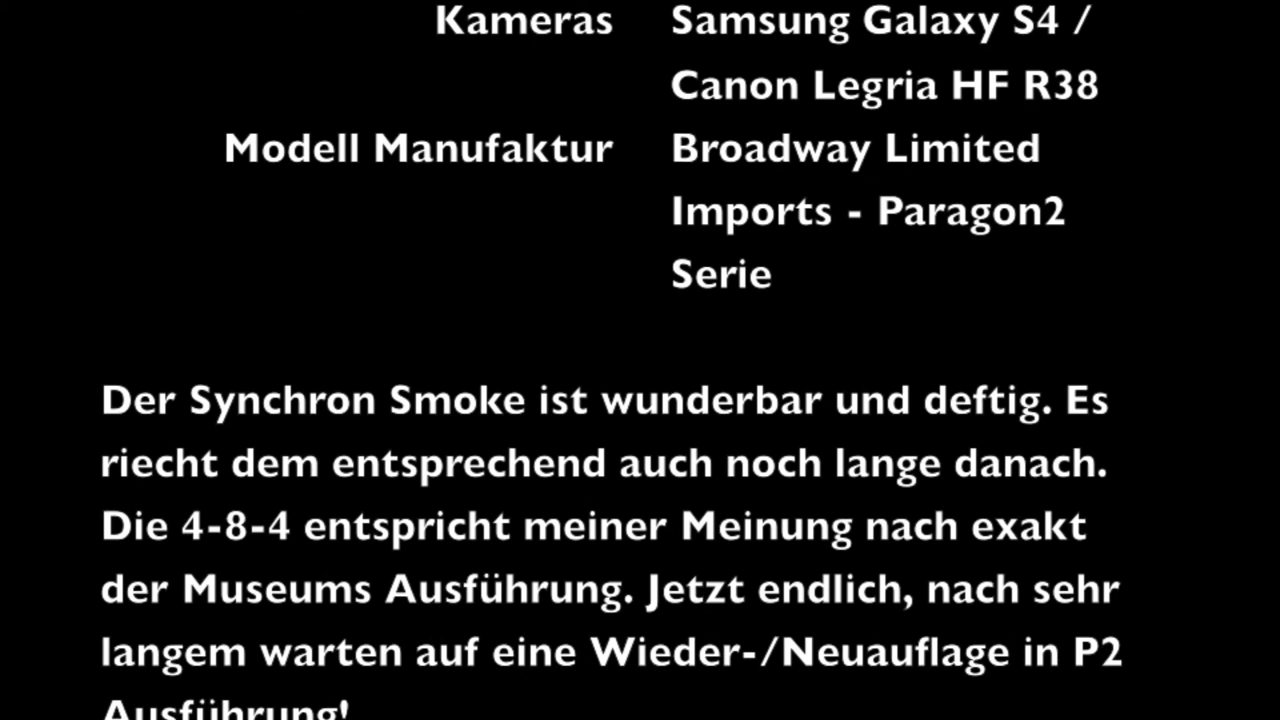 Kameras Samsung Galaxy S4 /
Canon Legria HF R38
Modell Manufaktur Broadway Limited
Imports - Paragon2
Serie
Der Synchron Smoke ist wunderbar und deftig. Es
riecht dem entsprechend auch noch lange danach.
Die 4-8-4 entspricht meiner Meinung nach exakt
der Museums Ausführung. Jetzt endlich, nach sehr
langem warten auf eine Wieder-/Neuauflage in P2
Ausführung!